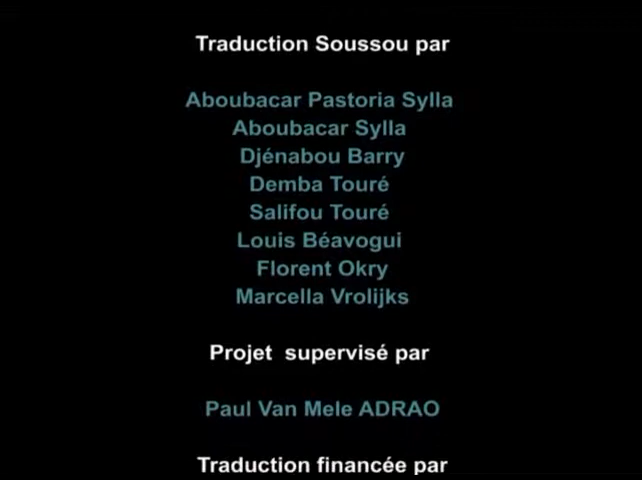 Traduction Soussou par
Aboubacar Pastoria Sylla
Aboubacar Sylla
Djénabou Barry
Demba Touré
Salifou Touré
Louis Béavogui
Florent Okry
Marcella Vrolijks
Projet supervisé par
Paul Van Mele ADRAO
Traduction financée par